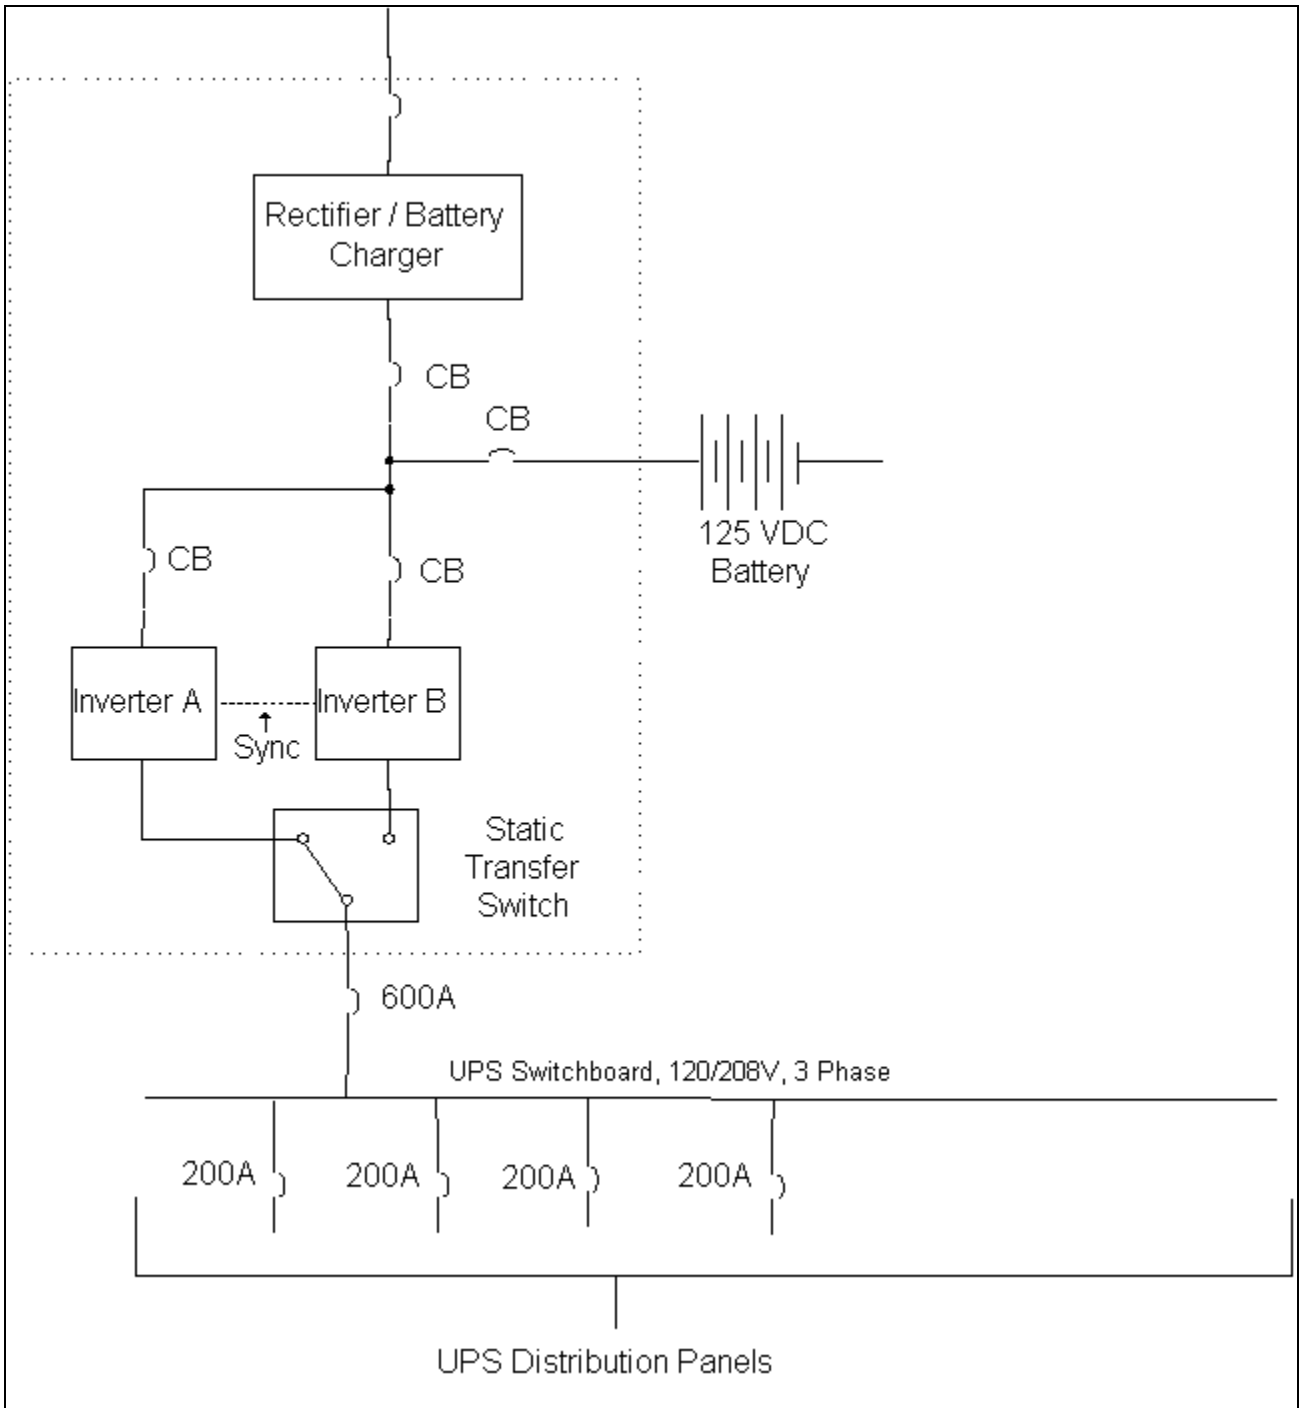 Rectifier / Battery
Charger
CB
CB
125 VDC
Battery
CB
CB
Inverter A
Inverter B
Sync
Static
Transfer
Switch
600A
UPS Switchboard, 120/208V, 3 Phase
200A
200A
200A
200A
UPS Distribution Panels